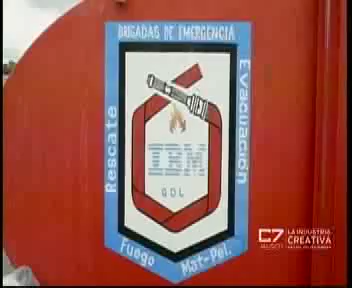 BRIGADAS DE EMERGENCIA
Rescate
Evacuación
IBM
GDL
Fuego
Mat-Pel.
C7
JALISCO
LA INDUSTRIA
CREATIVA